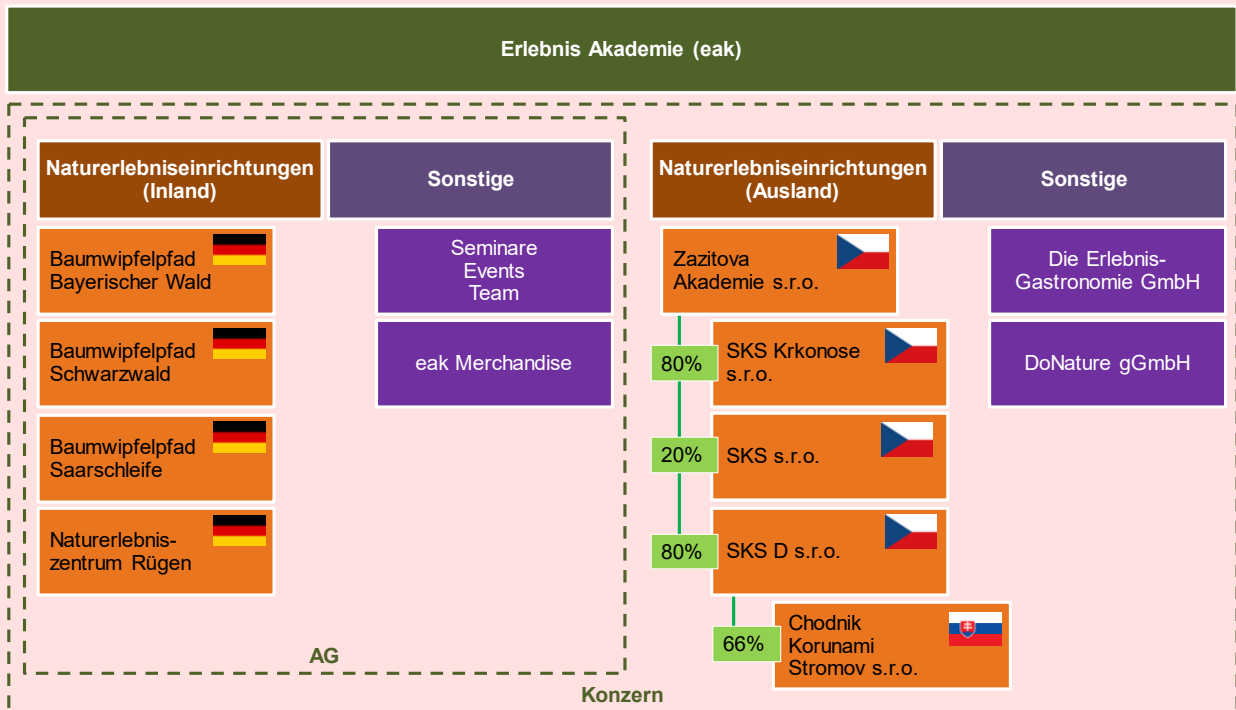 Erlebnis Akademie (eak)
Naturerlebniseinrichtungen
(Inland)
Sonstige
Baumwipfelpfad
Bayerischer Wald
Baumwipfelpfad
Schwarzwald
Baumwipfelpfad
Saarschleife
Naturerlebnis-
zentrum Rügen
Seminare
Events
Team
eak Merchandise
AG
Naturerlebniseinrichtungen
(Ausland)
Sonstige
Zazitova
Akademie s.r.o.
80%
SKS Krkonose
s.r.o.
20%
SKS s.r.o.
80%
SKS D s.r.o.
66%
Chodnik
Korunami
Stromov s.r.o.
Die Erlebnis-
Gastronomie GmbH
DoNature gGmbH
Konzern